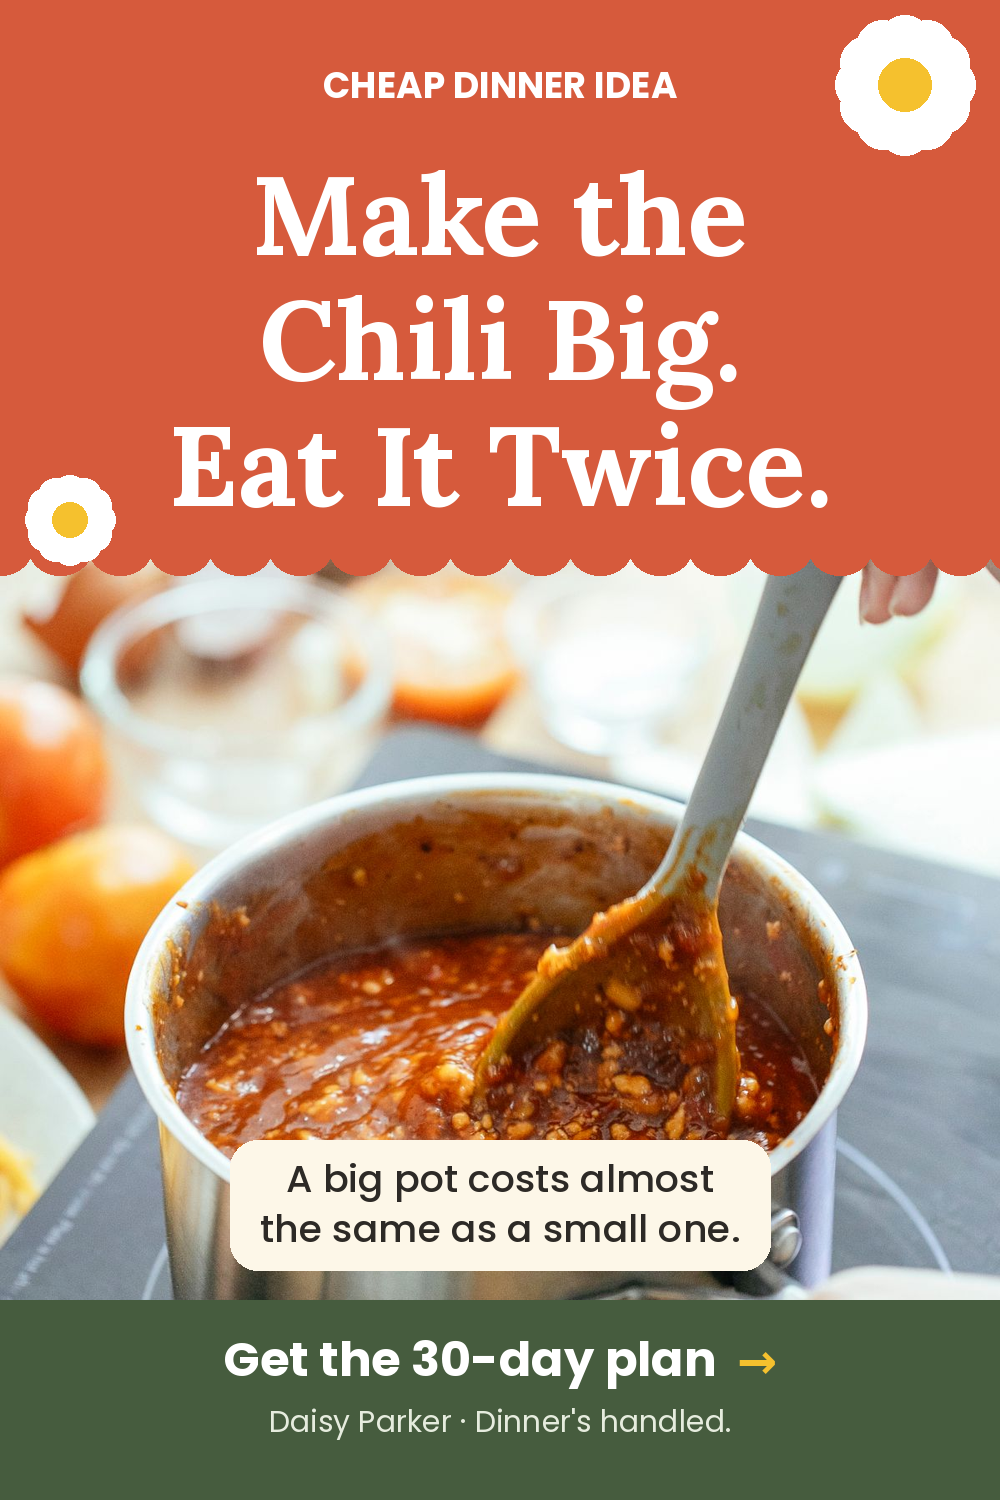 CHEAP DINNER IDEA
Make the
Chili Big.
Eat It Twice.
A big pot costs almost
the same as a small one.
Get the 30-day plan →
Daisy Parker · Dinner's handled.